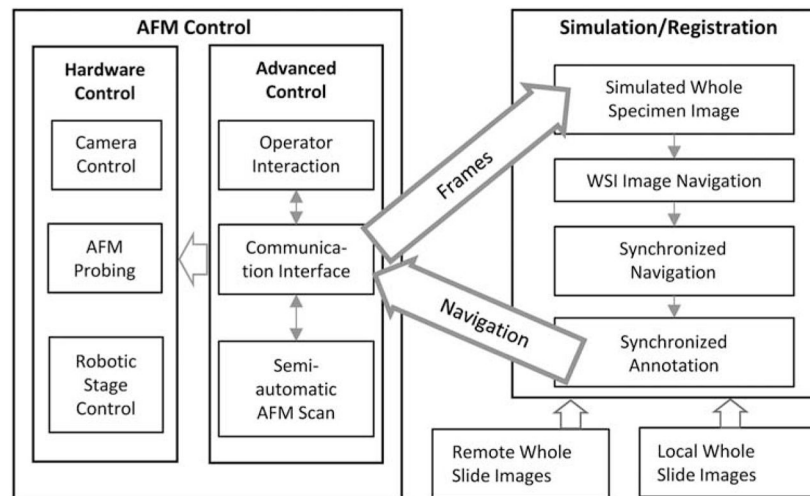 AFM Control
Hardware
Control
Camera
Control
AFM
Probing
Robotic
Stage
Control
Advanced
Control
Operator
Interaction
Communica-
tion Interface
Semi-
automatic
AFM Scan
Frames
Navigation
Simulation/Registration
Simulated Whole
Specimen Image
WSI Image Navigation
Synchronized
Navigation
Synchronized
Annotation
Remote Whole
Slide Images
Local Whole
Slide Images